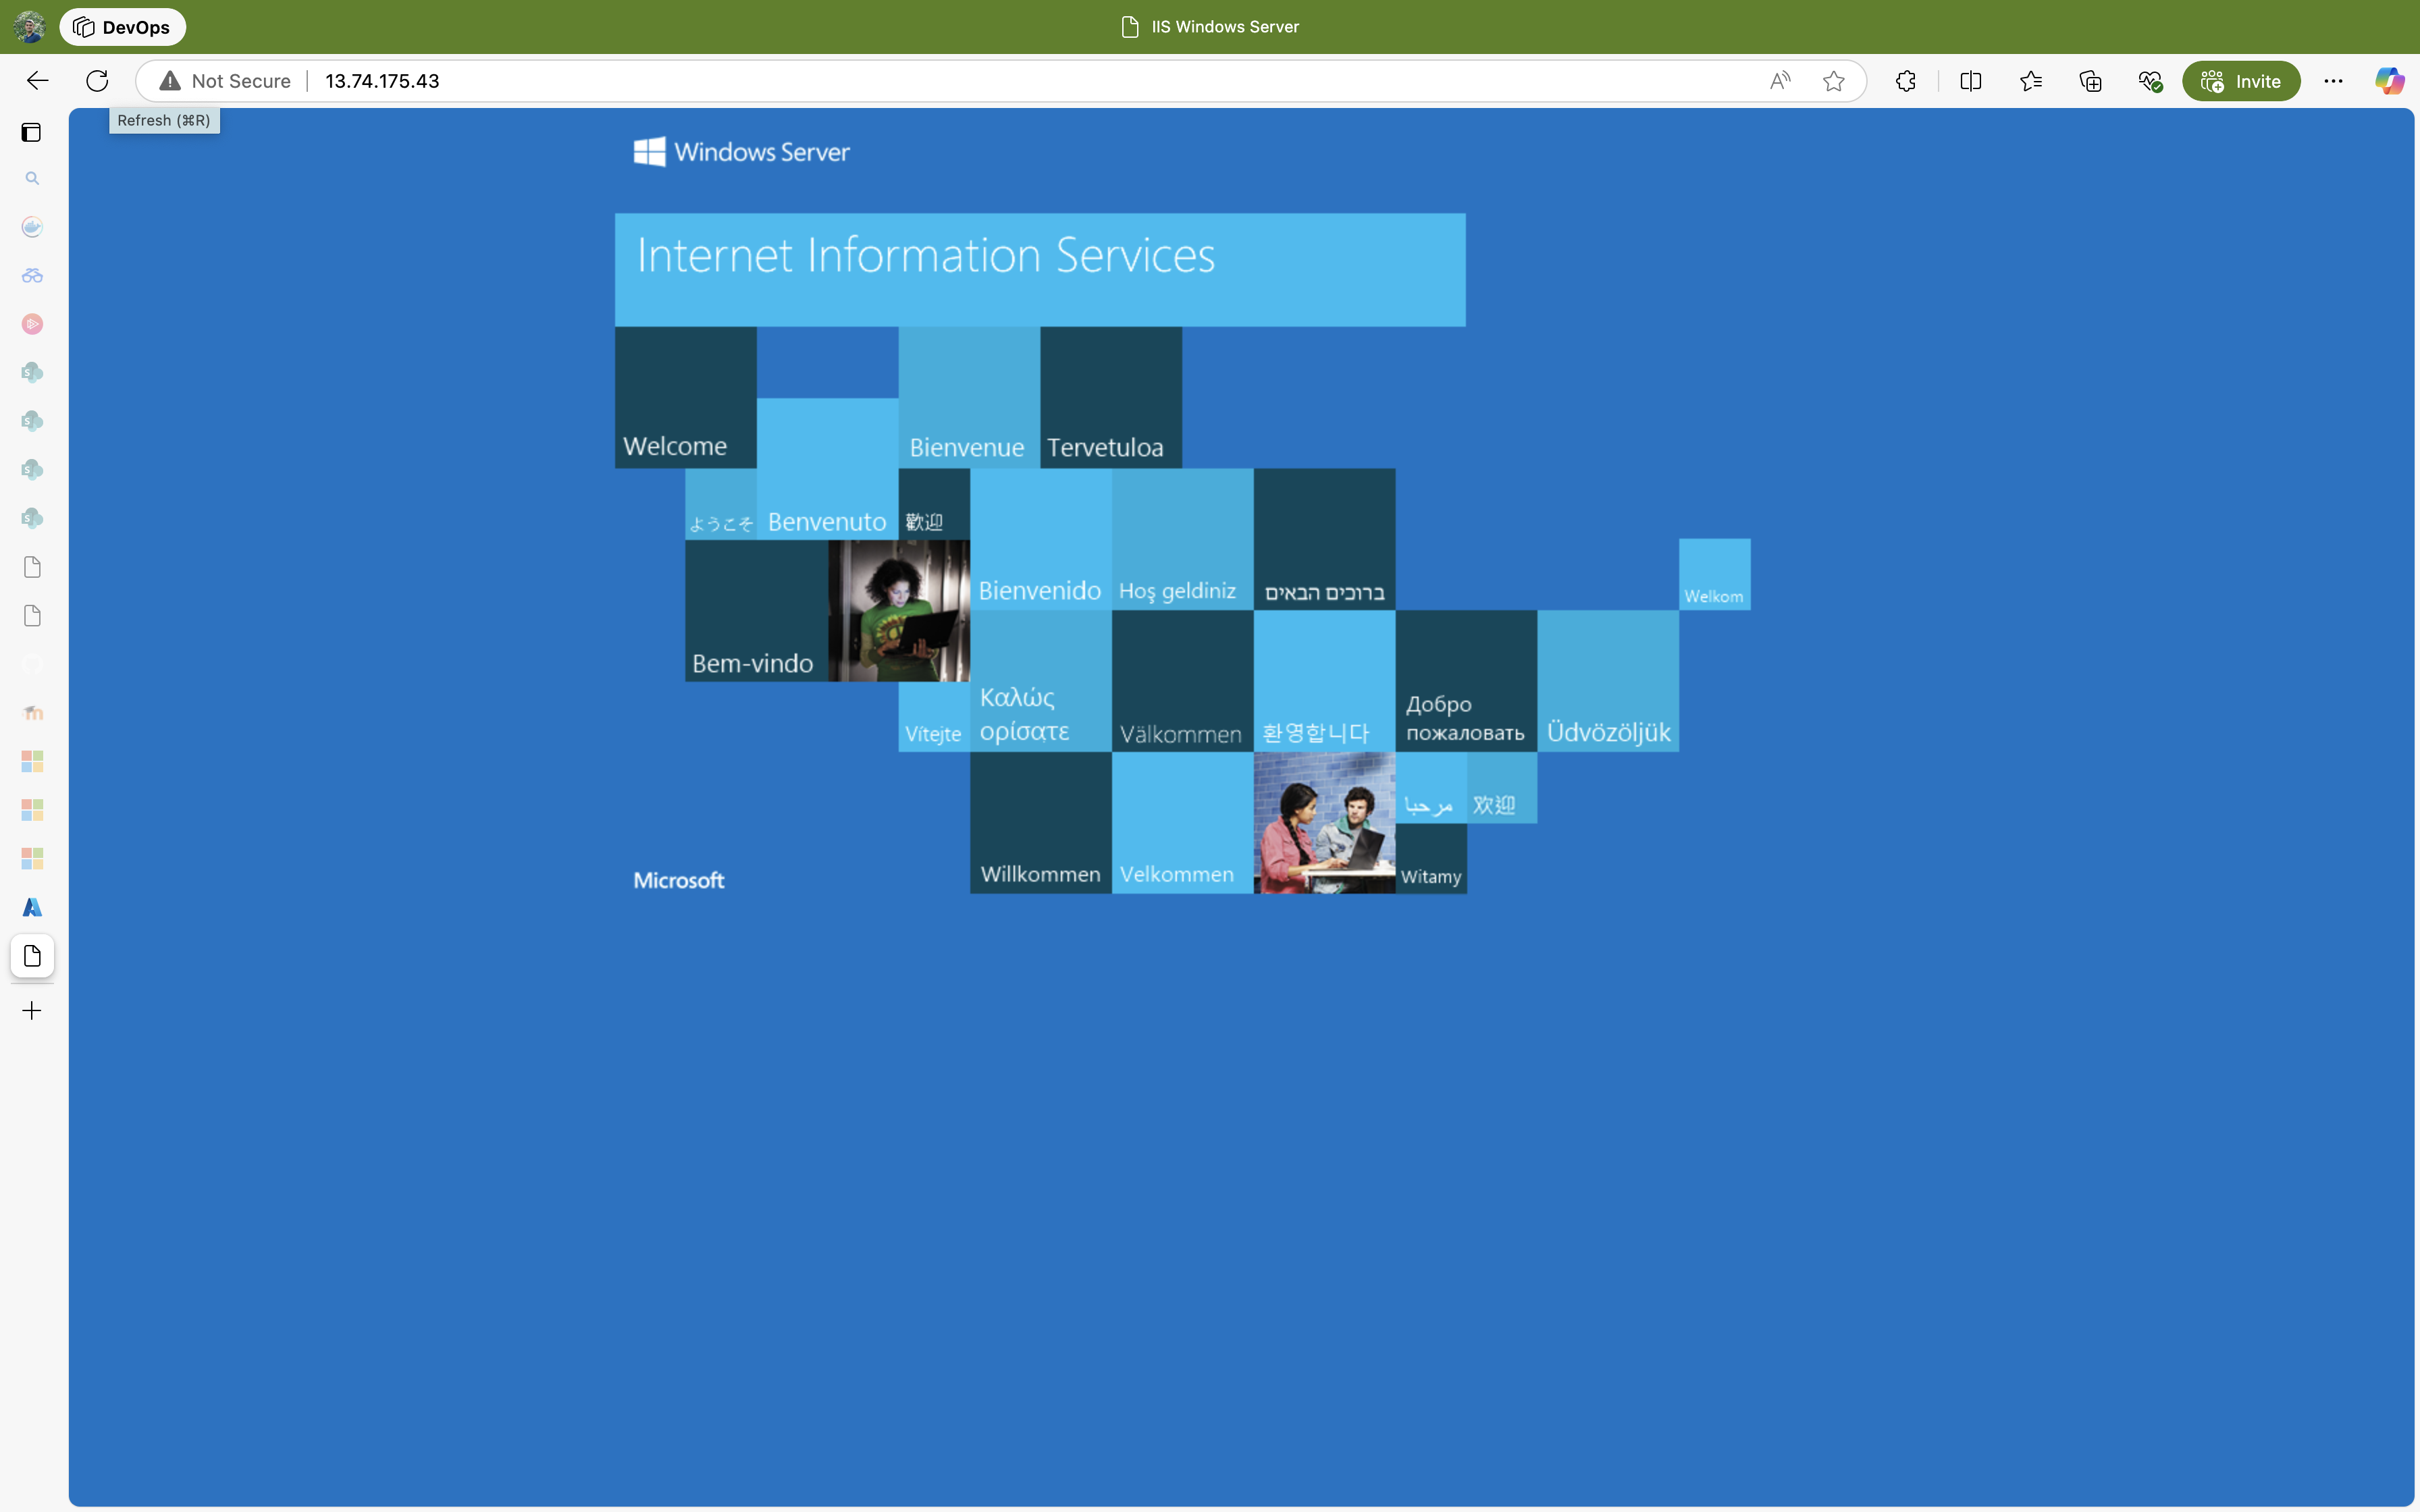 DevOps
IIS Windows Server
Not Secure
13.74.175.43
Invite
Refresh (⌘R)
Windows Server
Internet Information Services
Welcome
Bienvenue
Tervetuloa
ようこそ
Benvenuto
歡迎
Bienvenido
Hoş geldiniz
ברוכים הבאים
Welkom
Bem-vindo
Vítejte
Καλώς
ορίσατε
Välkommen
환영합니다
Добро
пожаловать
Üdvözöljük
مرحبا
欢迎
Willkommen
Velkommen
Witamy
Microsoft